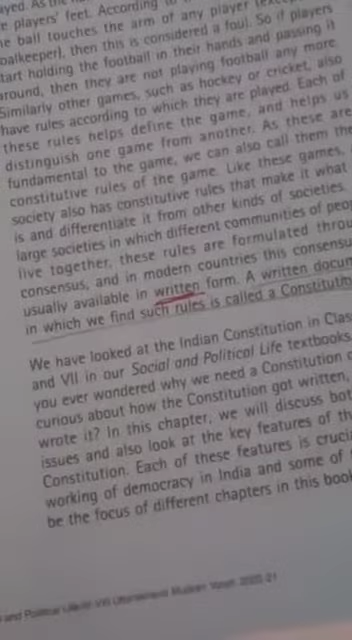 ayed. As the
e players' feet. According to
he ball touches the arm of any player
oalkeeper), then this is considered a foul. So if players
tart holding the football in their hands and passing it
around, then they are not playing football any more.
Similarly other games, such as hockey or cricket, also
have rules according to which they are played. Each of
these rules helps define the game, and helps us
distinguish one game from another. As these are
fundamental to the game, we can also call them the
constitutive rules of the game. Like these games,
society also has constitutive rules that make it what
is and differentiate it from other kinds of societies.
large societies in which different communities of peop
live together, these rules are formulated throu
consensus, and in modern countries this consensu
usually available in written form. A written docum
in which we find such rules is called a Constitutio
We have looked at the Indian Constitution in Clas
and VII in our Social and Political Life textbooks.
you ever wondered why we need a Constitution o
curious about how the Constitution got written,
wrote it? In this chapter, we will discuss bot
issues and also look at the key features of th
Constitution. Each of these features is cruci
working of democracy in India and some of
be the focus of different chapters in this book
and Political Life